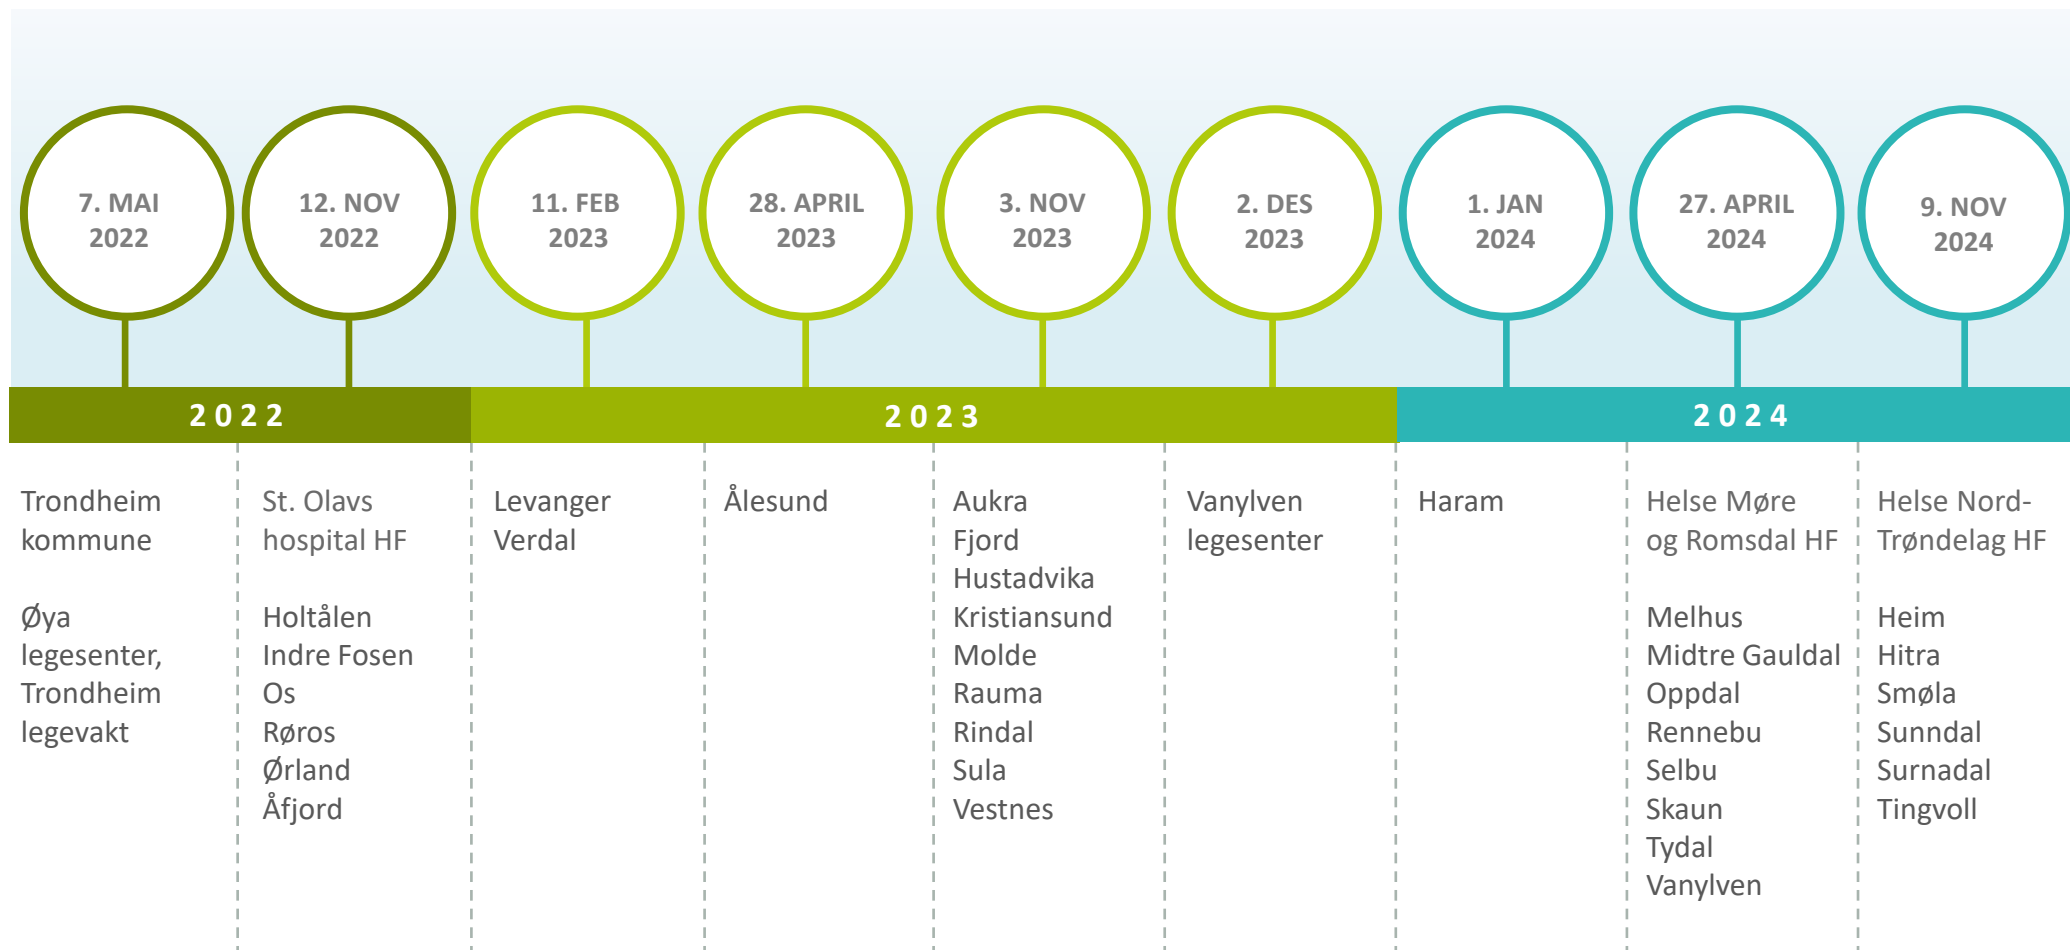 7. MAI
2022
12. NOV
2022
11. FEB
2023
28. APRIL
2023
3. NOV
2023
2. DES
2023
1. JAN
2024
27. APRIL
2024
9. NOV
2024
2022
2023
2024
Trondheim
kommune
Øya
legesenter,
Trondheim
legevakt
St. Olavs
hospital HF
Holtålen
Indre Fosen
Os
Røros
Ørland
Åfjord
Levanger
Verdal
Ålesund
Aukra
Fjord
Hustadvika
Kristiansund
Molde
Rauma
Rindal
Sula
Vestnes
Vanylven
legesenter
Haram
Helse Møre
og Romsdal HF
Melhus
Midtre Gauldal
Oppdal
Rennebu
Selbu
Skaun
Tydal
Vanylven
Helse Nord-
Trøndelag HF
Heim
Hitra
Smøla
Sunndal
Surnadal
Tingvoll